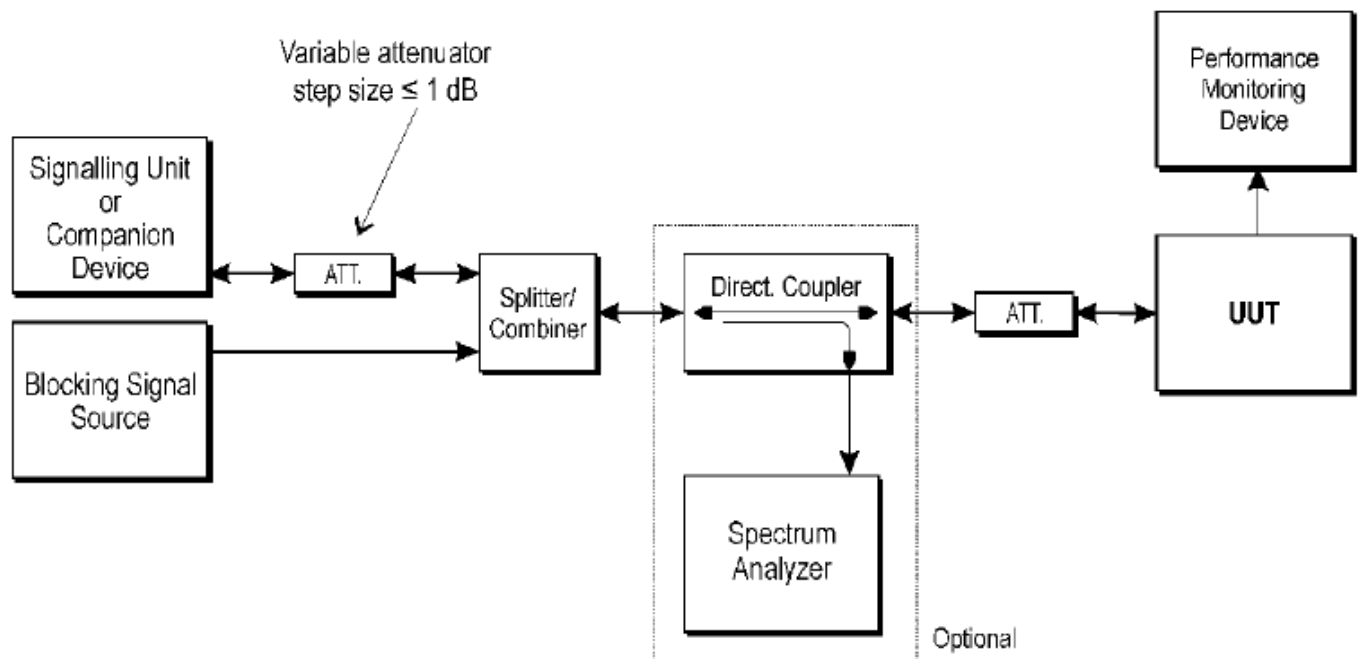 Variable attenuator
step size ≤ 1 dB
Signalling Unit
or
Companion
Device
ATT.
Splitter/
Combiner
Blocking Signal
Source
Direct. Coupler
Spectrum
Analyzer
Optional
ATT.
UUT
Performance
Monitoring
Device